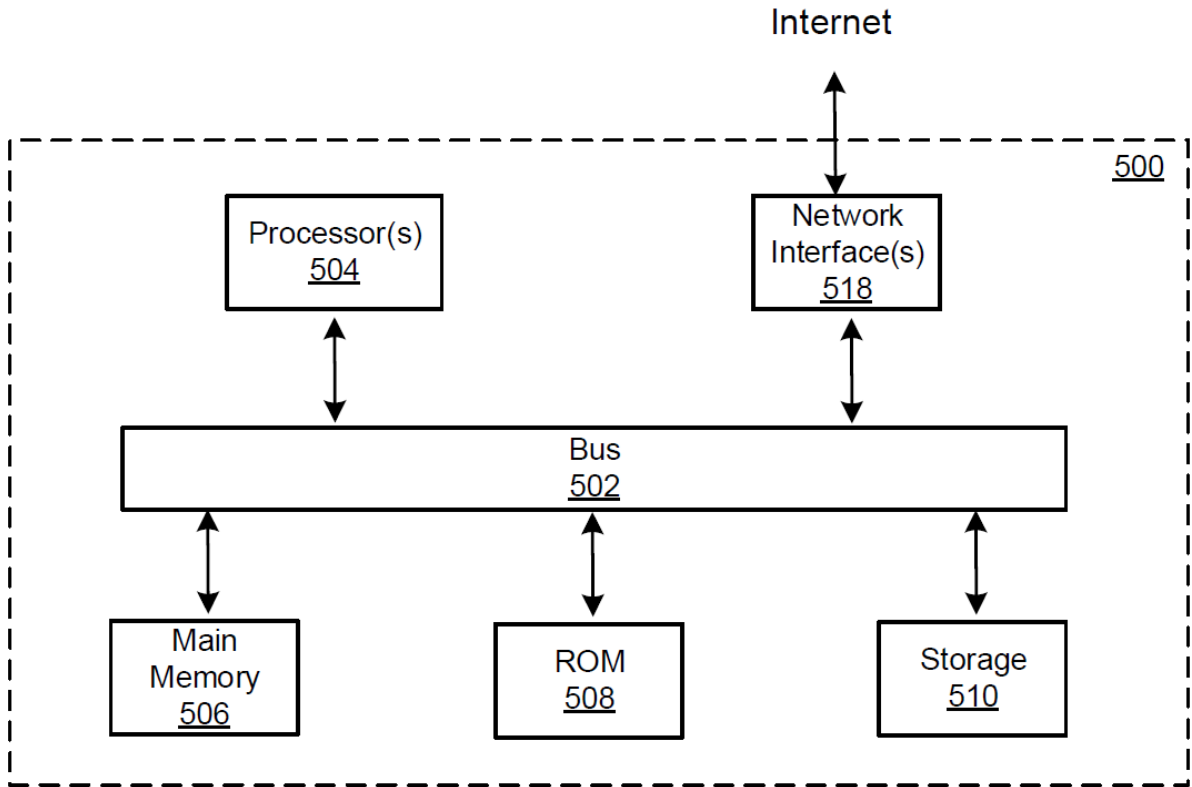 Internet
500
Processor(s)
504
Network
Interface(s)
518
Bus
502
Main
Memory
506
ROM
508
Storage
510